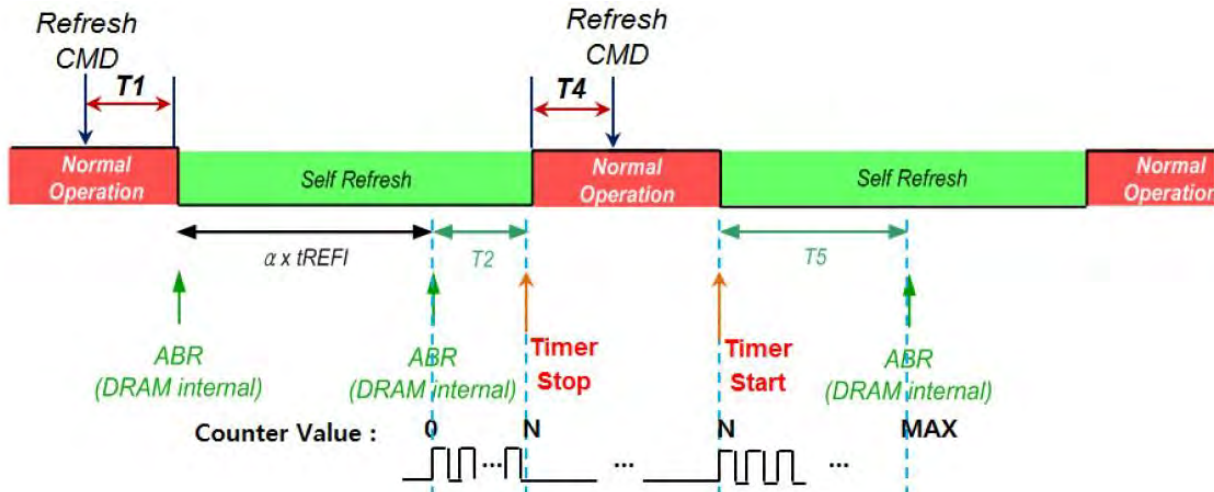 Refresh
CMD
T1
Refresh
CMD
T4
Normal
Operation
Self Refresh
Normal
Operation
Self Refresh
Normal
Operation
α x tREFI
T2
T5
ABR
(DRAM internal)
ABR
(DRAM internal)
Timer
Stop
Timer
Start
ABR
(DRAM internal)
Counter Value : 0 N N MAX
... ... ...